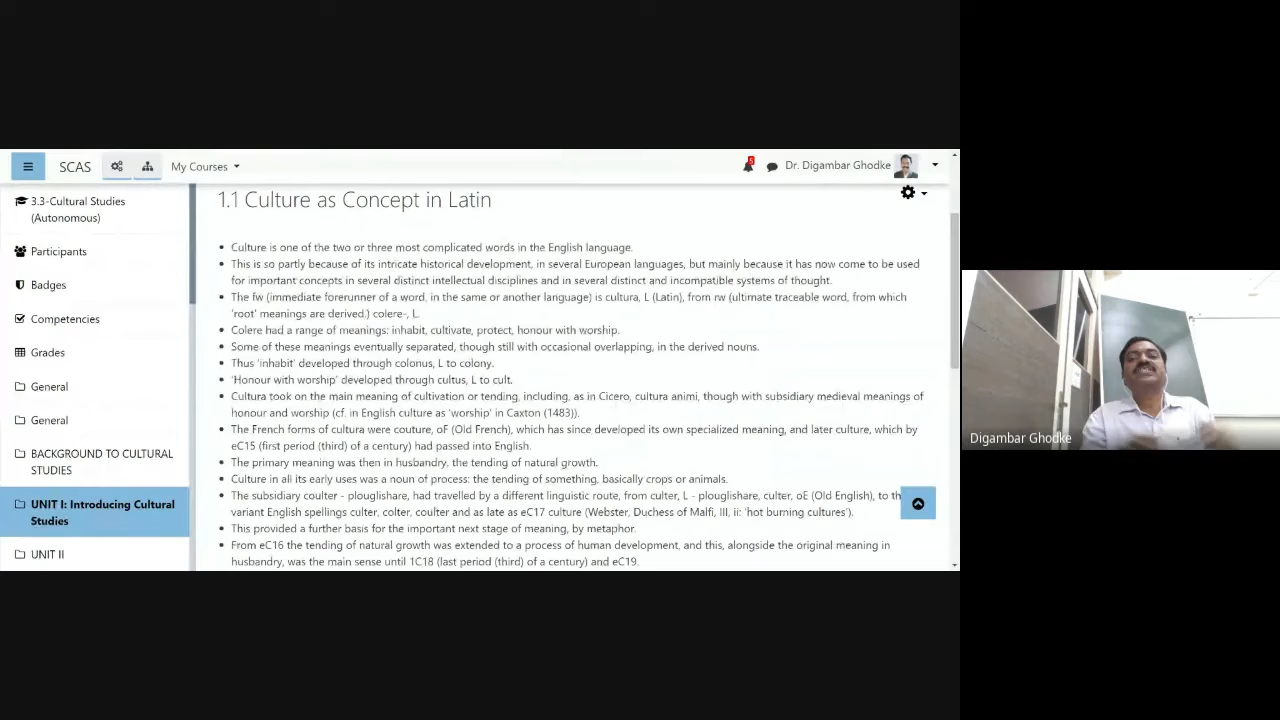 SCAS
My Courses
5
Dr. Digambar Ghodke
3.3-Cultural Studies
(Autonomous)
Participants
Badges
Competencies
Grades
General
General
BACKGROUND TO CULTURAL
STUDIES
UNIT I: Introducing Cultural
Studies
UNIT II
1.1 Culture as Concept in Latin
• Culture is one of the two or three most complicated words in the English language.
• This is so partly because of its intricate historical development, in several European languages, but mainly because it has now come to be used
for important concepts in several distinct intellectual disciplines and in several distinct and incompatible systems of thought.
• The fw (immediate forerunner of a word, in the same or another language) is cultura, L (Latin), from rw (ultimate traceable word, from which
'root' meanings are derived.) colere-, L.
• Colere had a range of meanings: inhabit, cultivate, protect, honour with worship.
• Some of these meanings eventually separated, though still with occasional overlapping, in the derived nouns.
• Thus 'inhabit' developed through colonus, L to colony.
• 'Honour with worship' developed through cultus, L to cult.
• Cultura took on the main meaning of cultivation or tending, including, as in Cicero, cultura animi, though with subsidiary medieval meanings of
honour and worship (cf. in English culture as 'worship' in Caxton (1483)).
• The French forms of cultura were couture, oF (Old French), which has since developed its own specialized meaning, and later culture, which by
eC15 (first period (third) of a century) had passed into English.
• The primary meaning was then in husbandry, the tending of natural growth.
• Culture in all its early uses was a noun of process: the tending of something, basically crops or animals.
• The subsidiary coulter - plouglishare, had travelled by a different linguistic route, from culter, L - plouglishare, culter, oE (Old English), to th
variant English spellings culter, colter, coulter and as late as eC17 culture (Webster, Duchess of Malfi, III, ii: 'hot burning cultures').
• This provided a further basis for the important next stage of meaning, by metaphor.
• From eC16 the tending of natural growth was extended to a process of human development, and this, alongside the original meaning in
husbandry, was the main sense until 1C18 (last period (third) of a century) and eC19.
Digambar Ghodke